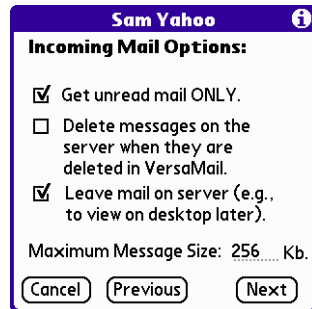 Sam Yahoo
Incoming Mail Options:
Get unread mail ONLY.
Delete messages on the
server when they are
deleted in VersaMail.
Leave mail on server (e.g.,
to view on desktop later).
Maximum Message Size: 256 Kb.
Cancel Previous Next